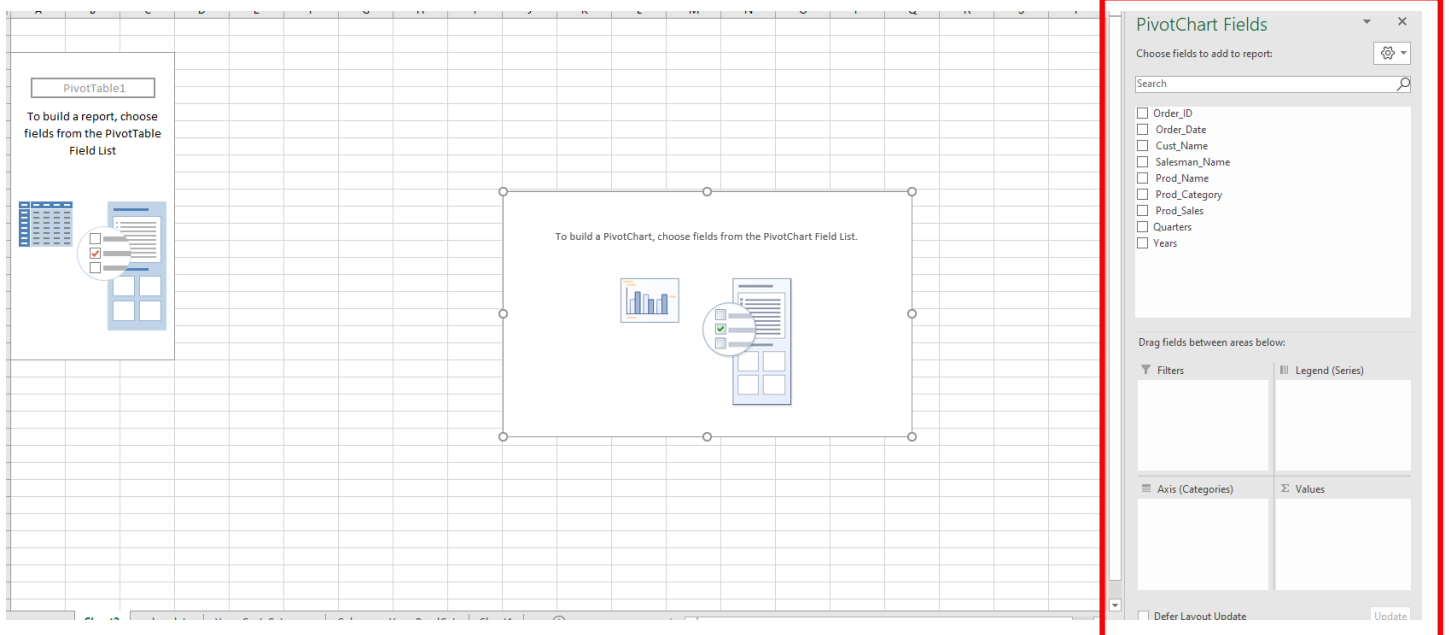 PivotTable1
To build a report, choose
fields from the PivotTable
Field List
To build a PivotChart, choose fields from the PivotChart Field List.
PivotChart Fields
Choose fields to add to report:
Search
Order_ID
Order_Date
Cust_Name
Salesman_Name
Prod_Name
Prod_Category
Prod_Sales
Quarters
Years
Drag fields between areas below:
Filters
Legend (Series)
Axis (Categories)
Σ Values
Defer Layout Update
Update